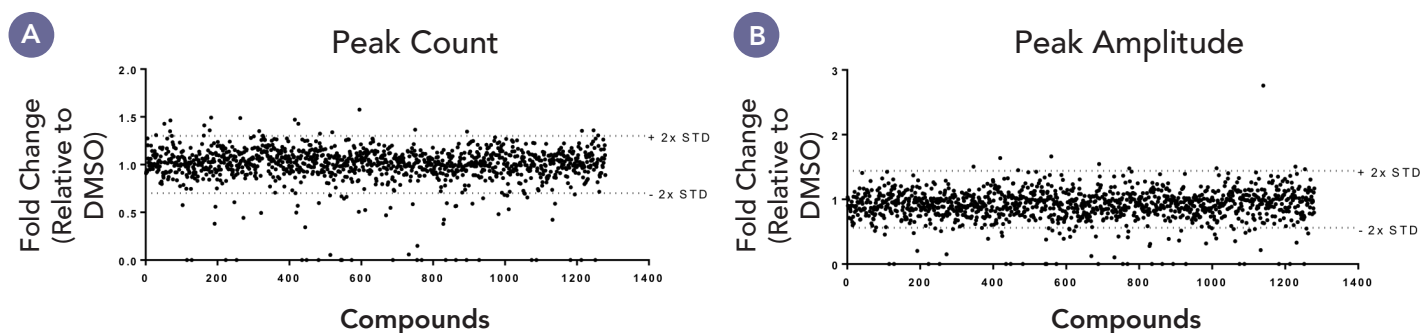 A
Peak Count
Fold Change
(Relative to
DMSO)
2.0
1.5
1.0
0.5
0.0
+ 2x STD
- 2x STD
0 200 400 600 800 1000 1200 1400
Compounds
B
Peak Amplitude
Fold Change
(Relative to
DMSO)
3
2
1
0
+ 2x STD
- 2x STD
0 200 400 600 800 1000 1200 1400
Compounds